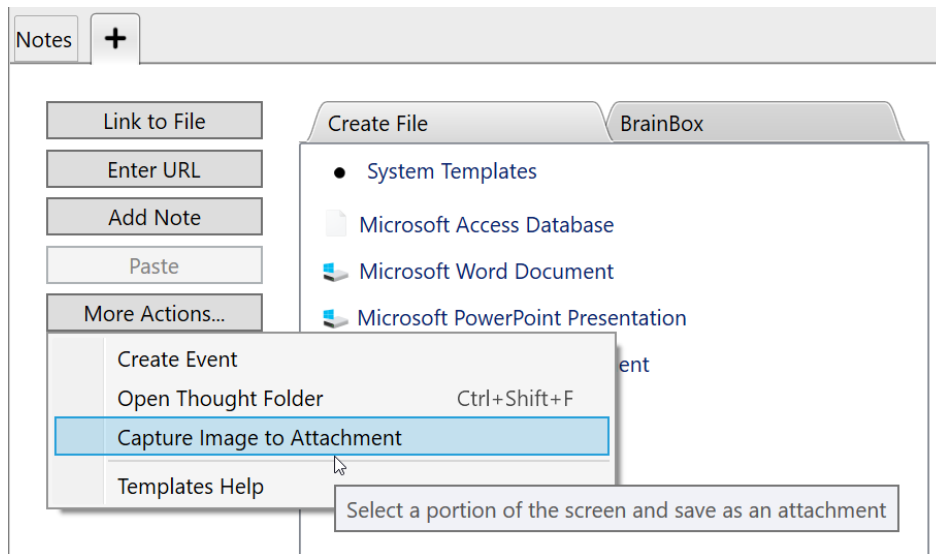 Notes
+
Link to File
Enter URL
Add Note
Paste
More Actions...
Create File
BrainBox
System Templates
Microsoft Access Database
Microsoft Word Document
Microsoft PowerPoint Presentation
ent
Create Event
Open Thought Folder Ctrl+Shift+F
Capture Image to Attachment
Templates Help
Select a portion of the screen and save as an attachment